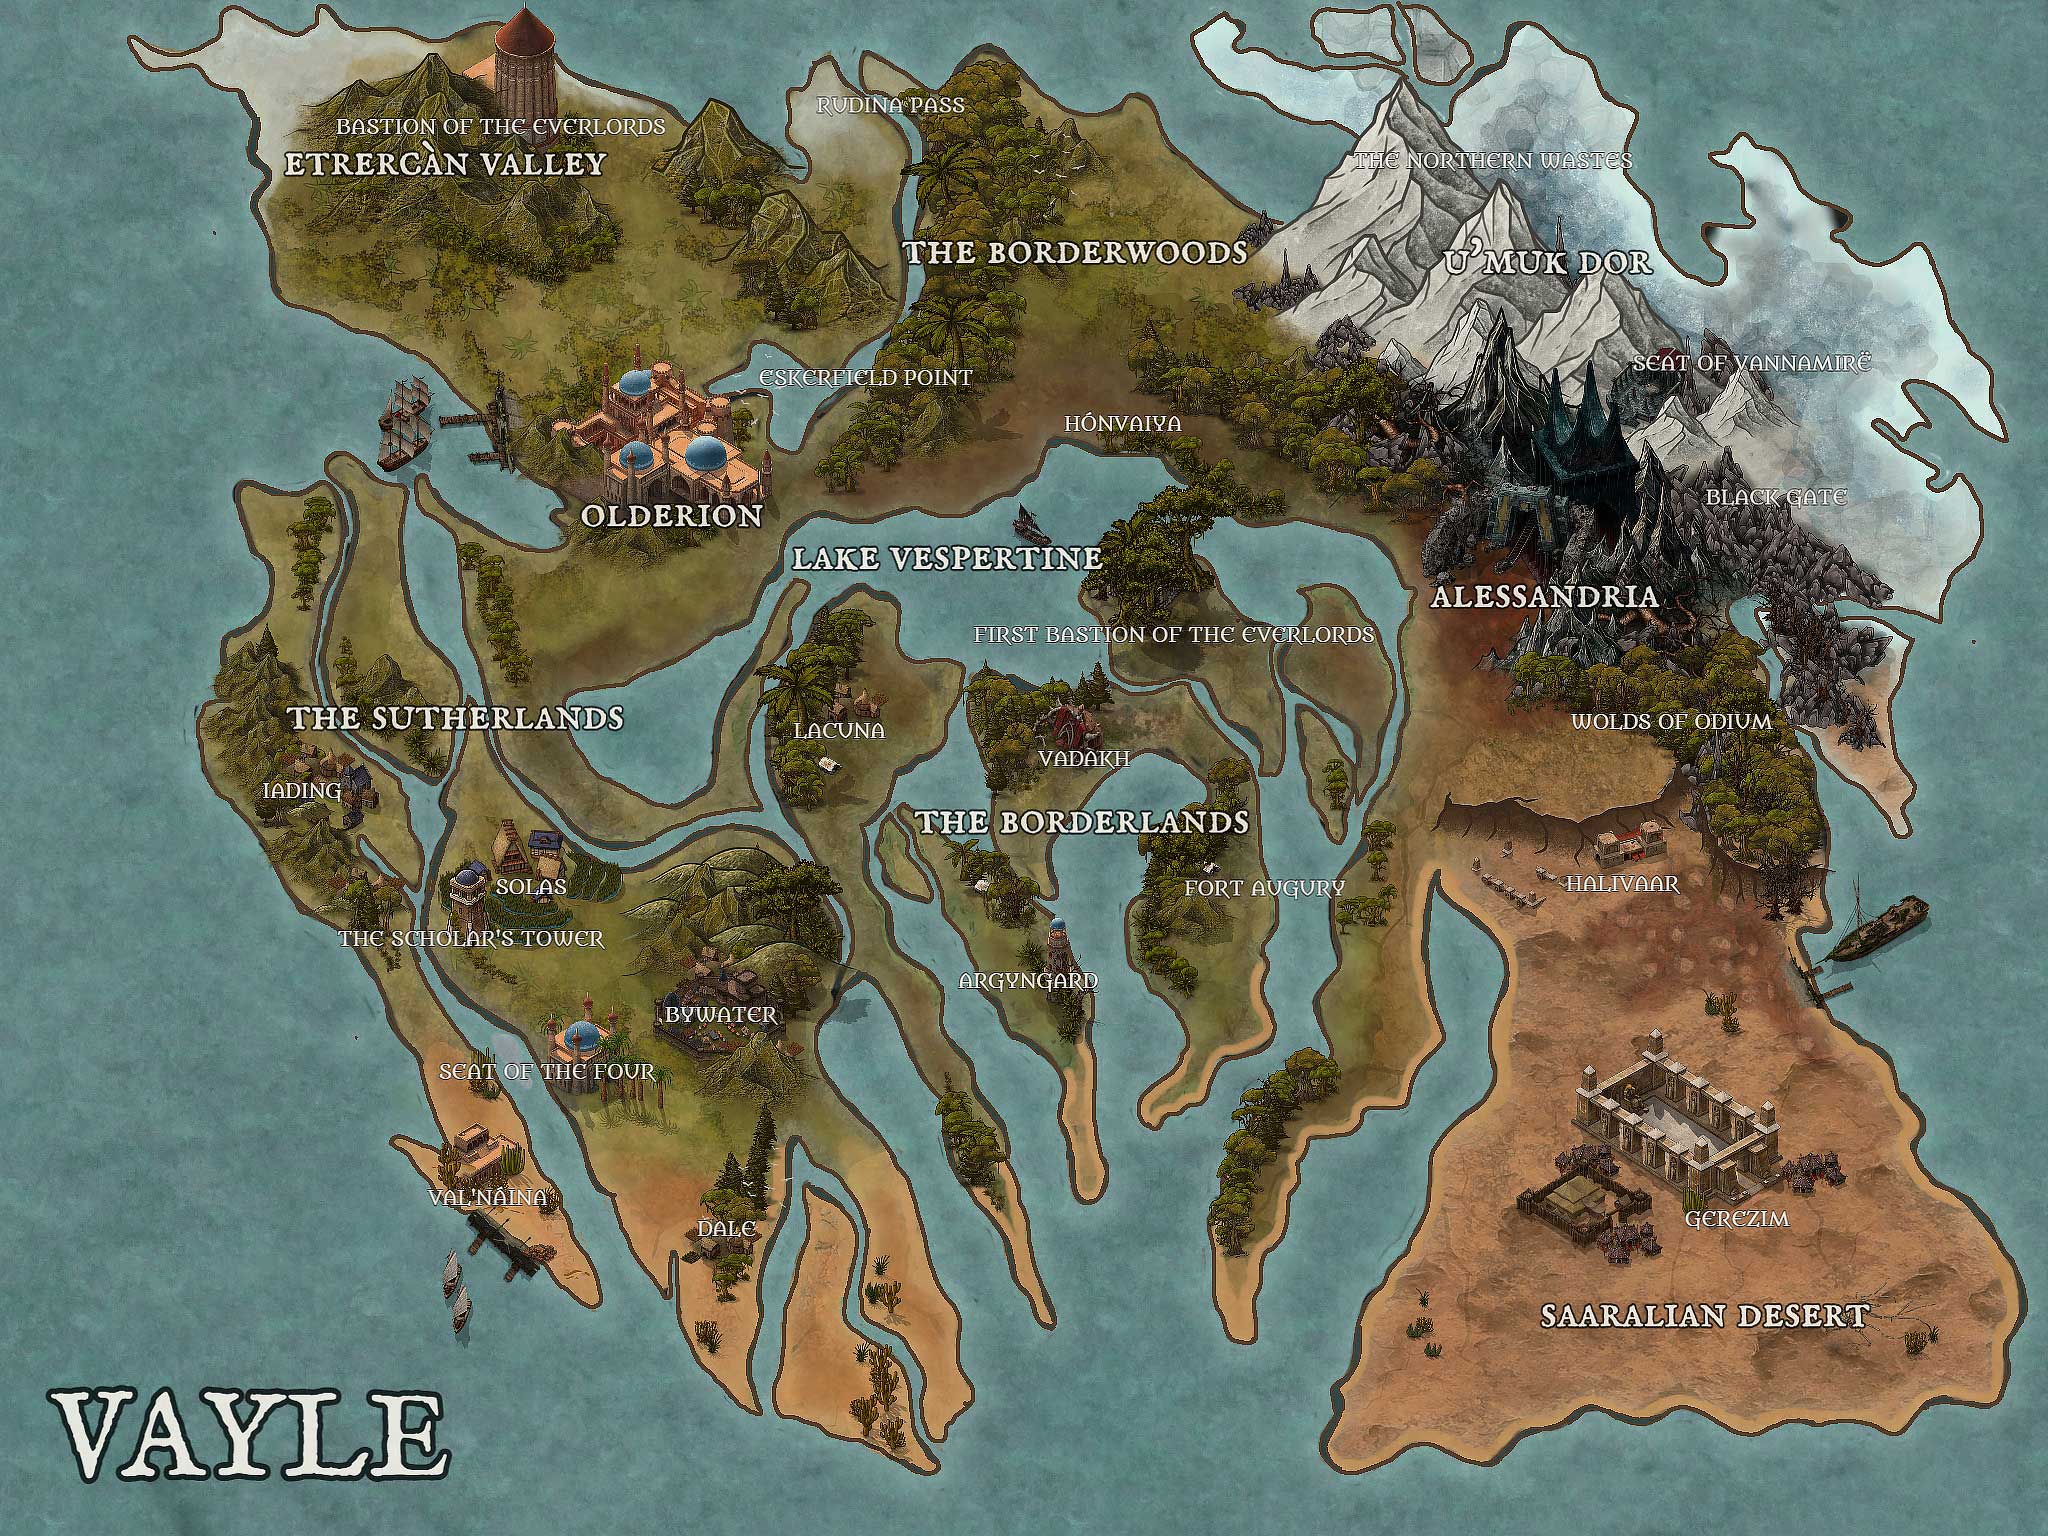 RUDINA PASS
BASTION OF THE EVERLORDS
ETRERCÀN VALLEY
THE NORTHERN WASTES
THE BORDERWOODS
U'MUK DOR
SEAT OF VANNAMIRË
ESKERFIELD POINT
HÓNVAIYA
BLACK GATE
OLDERION
LAKE VESPERTINE
ALESSANDRIA
FIRST BASTION OF THE EVERLORDS
THE SUTHERLANDS
WOLDS OF ODIUM
LACUNA
VADAKH
IADING
THE BORDERLANDS
HALIVAAR
SOLAS
FORT AUGURY
THE SCHOLAR'S TOWER
ARGYNGARD
BYWATER
SEAT OF THE FOUR
VAL'NÁINA
GEREZIM
DALE
SAARALIAN DESERT
VAYLE